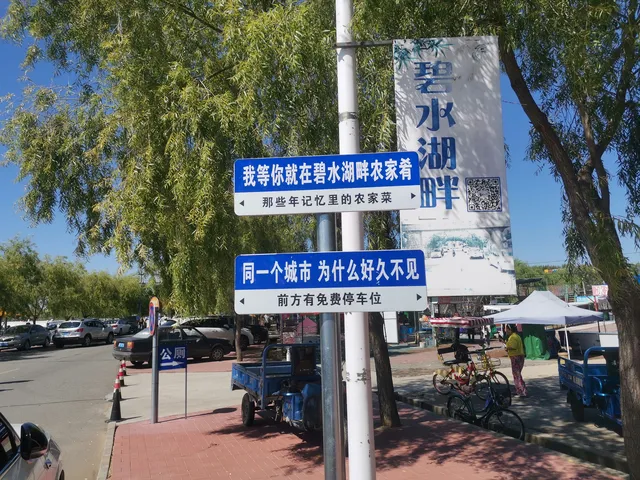 碧水湖畔
我等你就在碧水湖畔农家肴
那些年记忆里的农家菜
同一个城市 为什么好久不见
前方有免费停车位
公厕